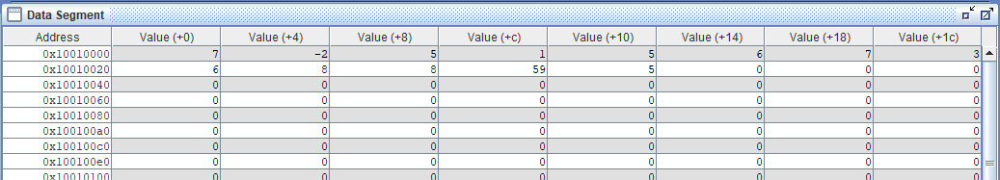 Data Segment
Address Value (+0) Value (+4) Value (+8) Value (+c) Value (+10) Value (+14) Value (+18) Value (+1c)
0x10010000 7 -2 5 1 5 6 7 3
0x10010020 6 8 8 59 5 0 0 0
0x10010040 0 0 0 0 0 0 0 0
0x10010060 0 0 0 0 0 0 0 0
0x10010080 0 0 0 0 0 0 0 0
0x100100a0 0 0 0 0 0 0 0 0
0x100100c0 0 0 0 0 0 0 0 0
0x100100e0 0 0 0 0 0 0 0 0
0x10010100 0 0 0 0 0 0 0 0